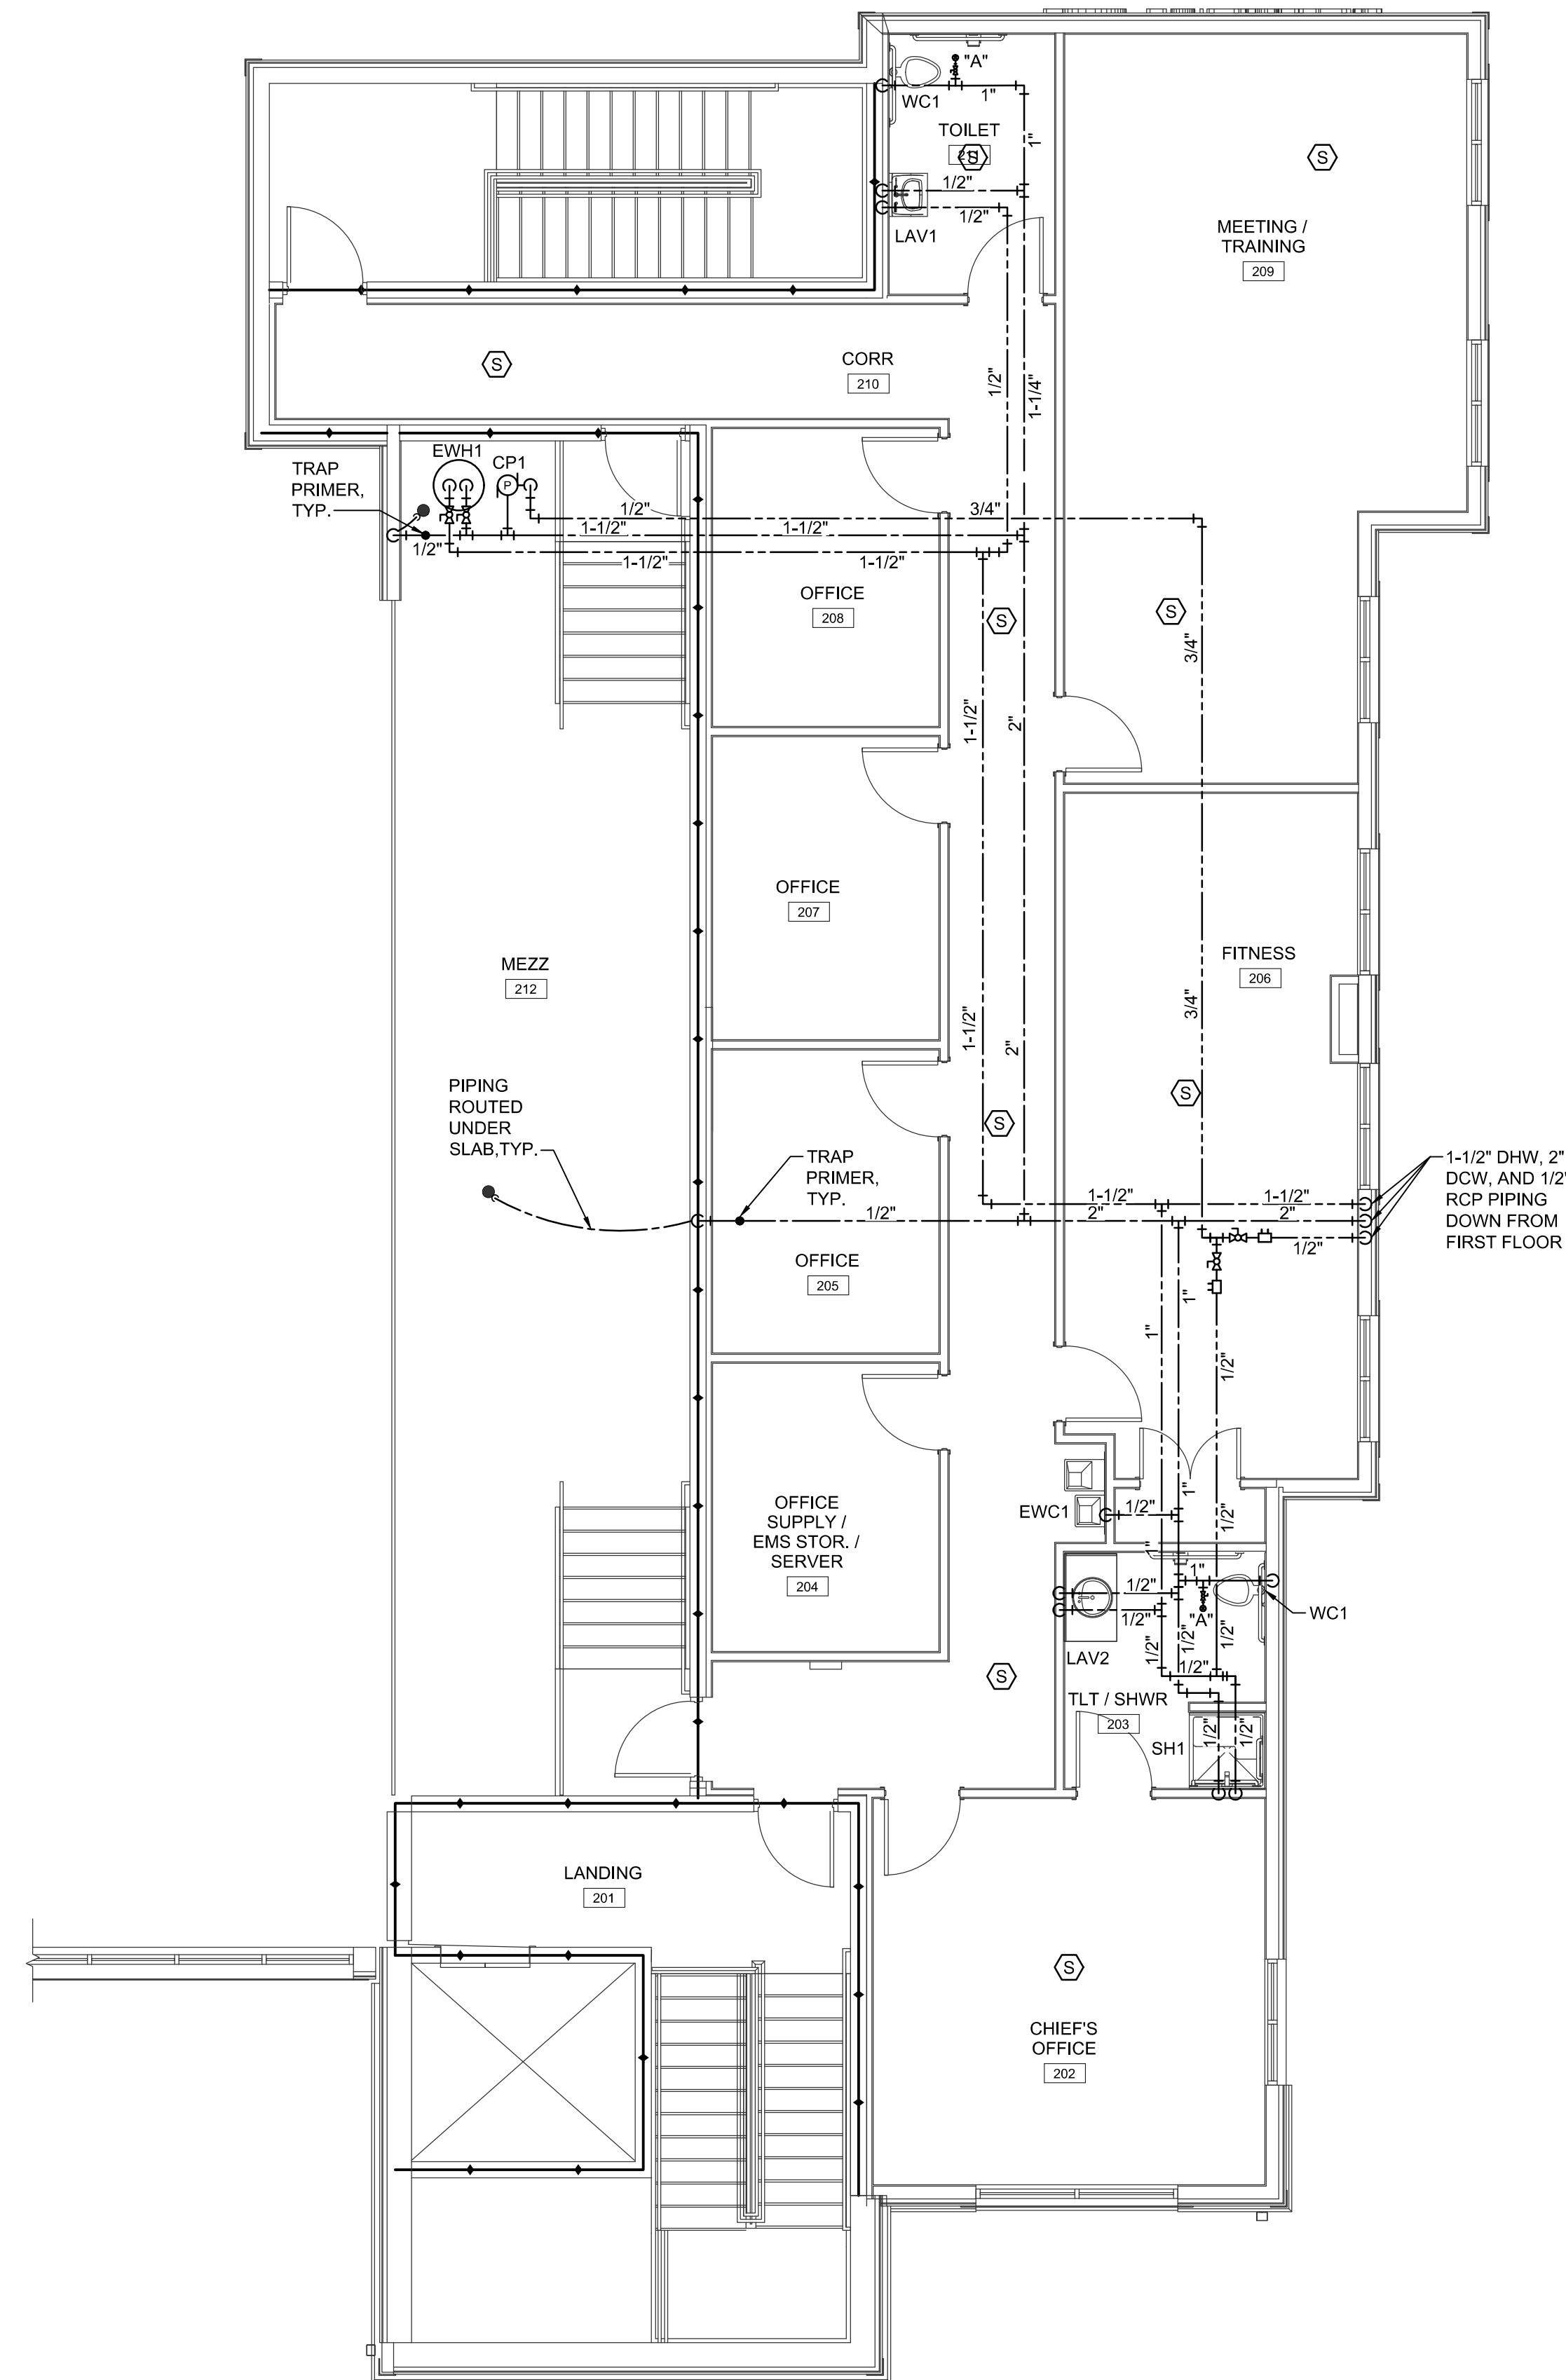 "A"
WC1
1"
TOILET
211
S
S
1"
1/2"
1/2"
LAV1
MEETING /
TRAINING
209
S
CORR
210
1/2"
1-1/4"
TRAP
PRIMER,
TYP.
EWH1
CP1
P
1/2"
3/4"
1/2"
1-1/2"
1-1/2"
1-1/2"
1-1/2"
OFFICE
208
S
S
3/4"
1-1/2"
2"
OFFICE
207
MEZZ
212
FITNESS
206
1-1/2"
2"
3/4"
PIPING
ROUTED
UNDER
SLAB,TYP.
S
S
TRAP
PRIMER,
TYP.
1-1/2" DHW, 2"
DCW, AND 1/2"
RCP PIPING
DOWN FROM
FIRST FLOOR
1-1/2"
1-1/2"
1/2"
2"
2"
1/2"
OFFICE
205
1"
1"
1/2"
OFFICE
SUPPLY /
EMS STOR. /
SERVER
204
EWC1
1/2"
1"
1/2"
1"
1/2"
1"
1/2"
"A"
WC1
LAV2
1/2"
1/2"
1/2"
1/2"
S
TLT / SHWR
203
SH1
1/2"
1/2"
LANDING
201
S
CHIEF'S
OFFICE
202